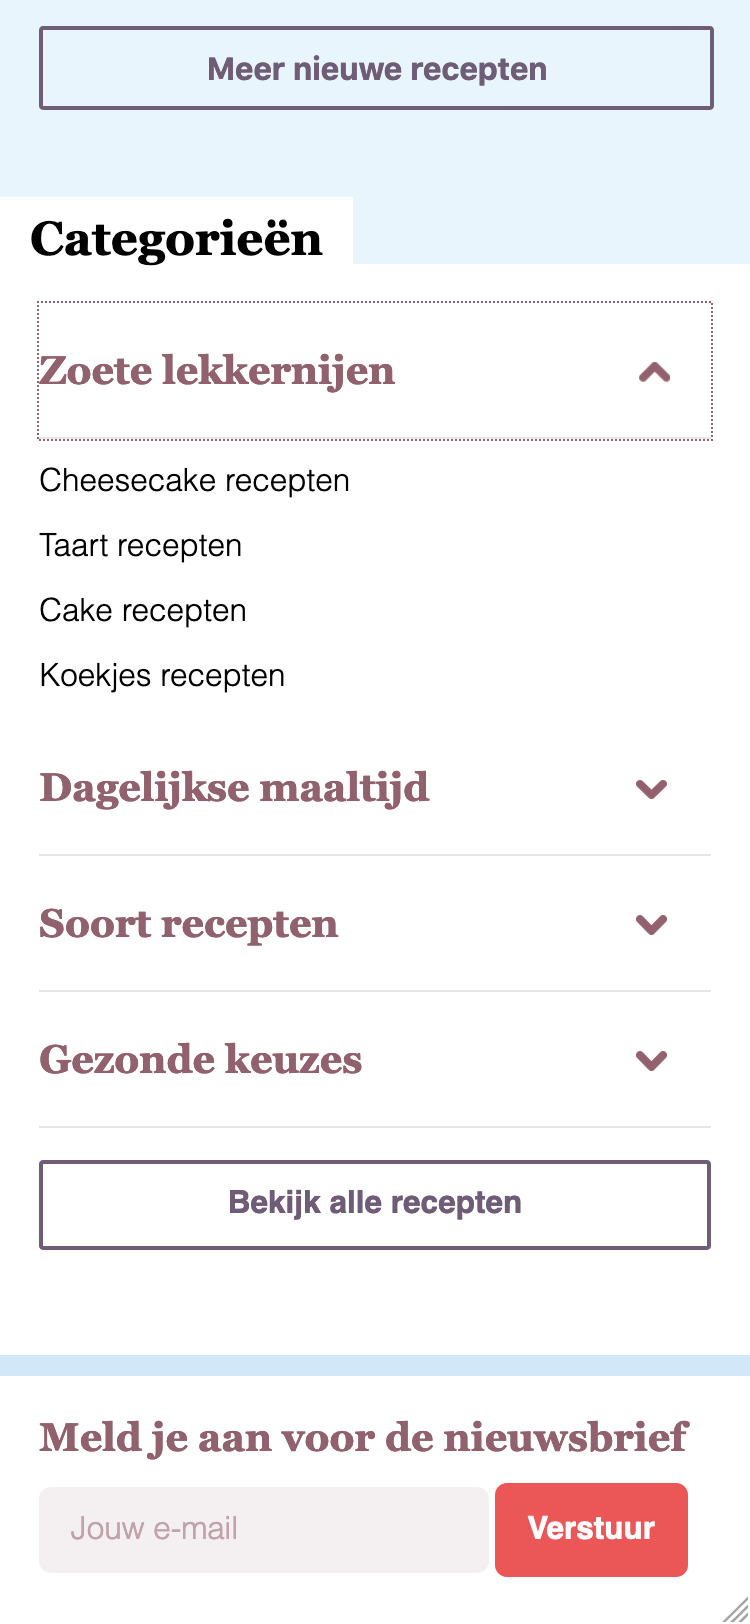 Meer nieuwe recepten
Categorieën
Zoete lekkernijen
Cheesecake recepten
Taart recepten
Cake recepten
Koekjes recepten
Dagelijkse maaltijd
Soort recepten
Gezonde keuzes
Bekijk alle recepten
Meld je aan voor de nieuwsbrief
Jouw e-mail
Verstuur